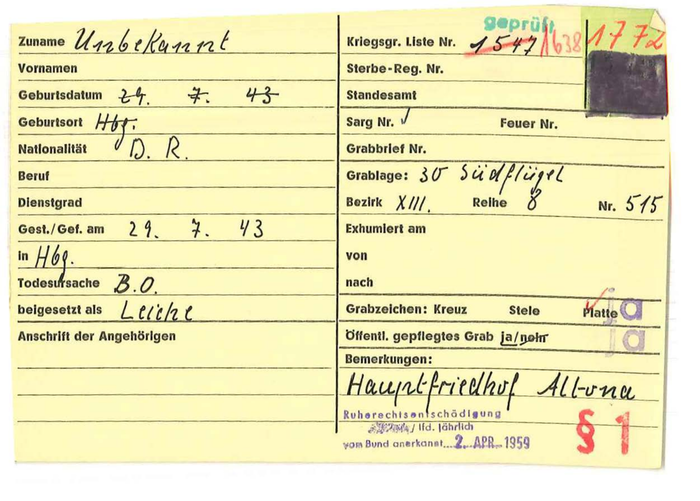 Zuname Unbekannt
Vornamen
Geburtsdatum 29. 7. 43
Geburtsort Hbg.
Nationalität D. R.
Beruf
Dienstgrad
Gest./Gef. am 29. 7. 43
in Hbg.
Todesursache B.O.
beigesetzt als Leiche
Anschrift der Angehörigen
geprüft
Kriegsgr. Liste Nr. 1547 1638 1772
Sterbe-Reg. Nr.
Standesamt
Sarg Nr. Feuer Nr.
Grabbrief Nr.
Grablage: 30 Südflügel
Bezirk XIII. Reihe 8 Nr. 515
Exhumiert am
von
nach
Grabzeichen: Kreuz Stele Platte ja
Öffentl. gepflegtes Grab ja/nein ja
Bemerkungen:
Hauptfriedhof Altona
Ruherechtsentschädigung
/ lfd. jährlich
vom Bund anerkannt 2. APR. 1959
§ 1